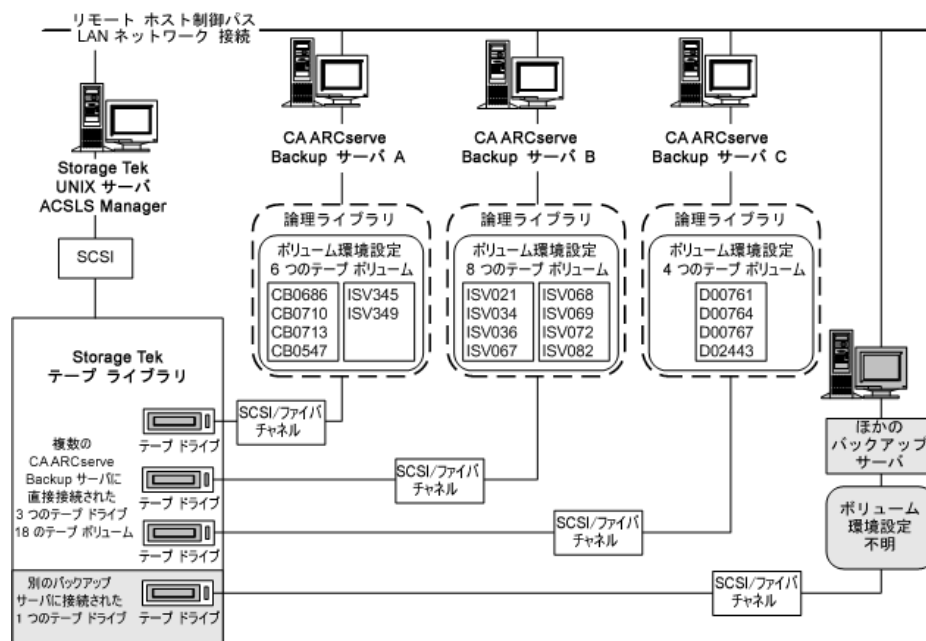 リモート ホスト制御パス
LAN ネットワーク 接続
Storage Tek
UNIX サーバ
ACSLS Manager
SCSI
CA ARCserve
Backup サーバ A
CA ARCserve
Backup サーバ B
CA ARCserve
Backup サーバ C
論理ライブラリ
ボリューム環境設定
6 つのテープ ボリューム
CB0686
CB0710
CB0713
CB0547
ISV345
ISV349
論理ライブラリ
ボリューム環境設定
8 つのテープ ボリューム
ISV021
ISV034
ISV036
ISV067
ISV068
ISV069
ISV072
ISV082
論理ライブラリ
ボリューム環境設定
4 つのテープ ボリューム
D00761
D00764
D00767
D02443
Storage Tek
テープ ライブラリ
複数の
CA ARCserve
Backup サーバに
直接接続された
3 つのテープ ドライブ
18 のテープ ボリューム
テープ ドライブ
テープ ドライブ
テープ ドライブ
別のバックアップ
サーバに接続された
1 つのテープ ドライブ
テープ ドライブ
SCSI/ファイバ
チャネル
SCSI/ファイバ
チャネル
SCSI/ファイバ
チャネル
SCSI/ファイバ
チャネル
ほかの
バックアップ
サーバ
ボリューム
環境設定
不明